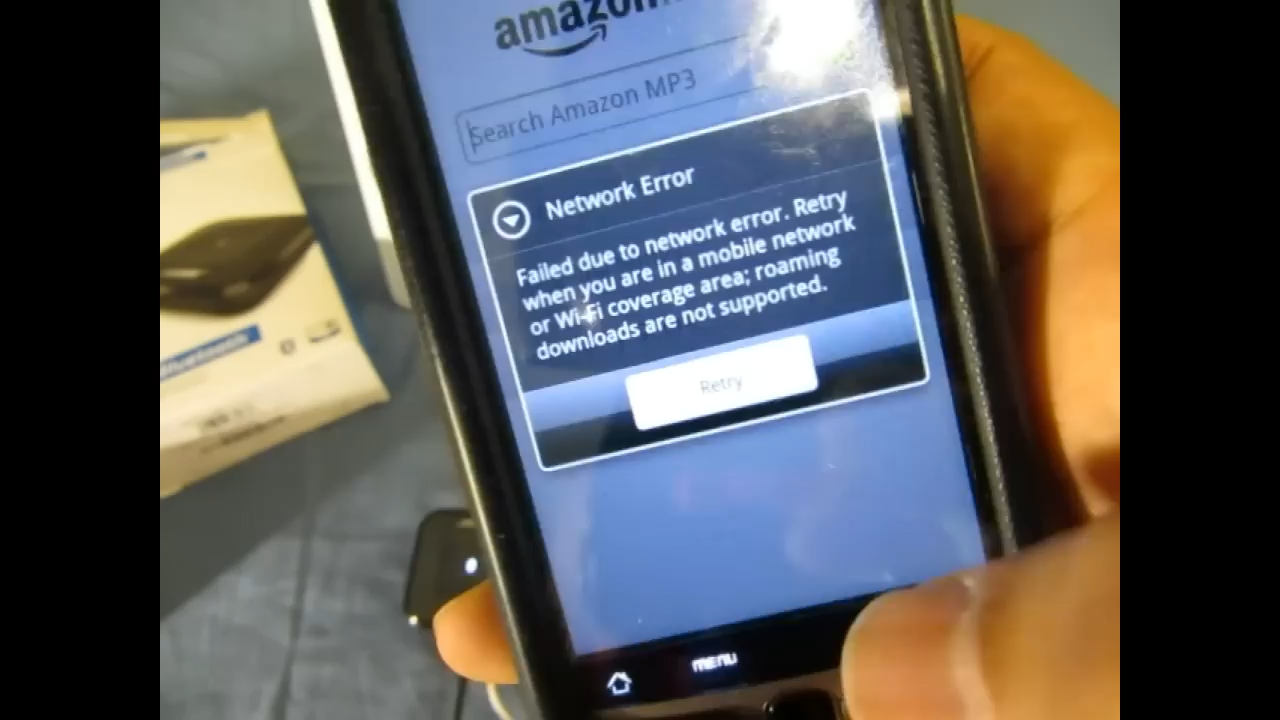 amazon
Search Amazon MP3
Network Error
Failed due to network error. Retry
when you are in a mobile network
or Wi-Fi coverage area; roaming
downloads are not supported.
Retry
Bluetooth
menu